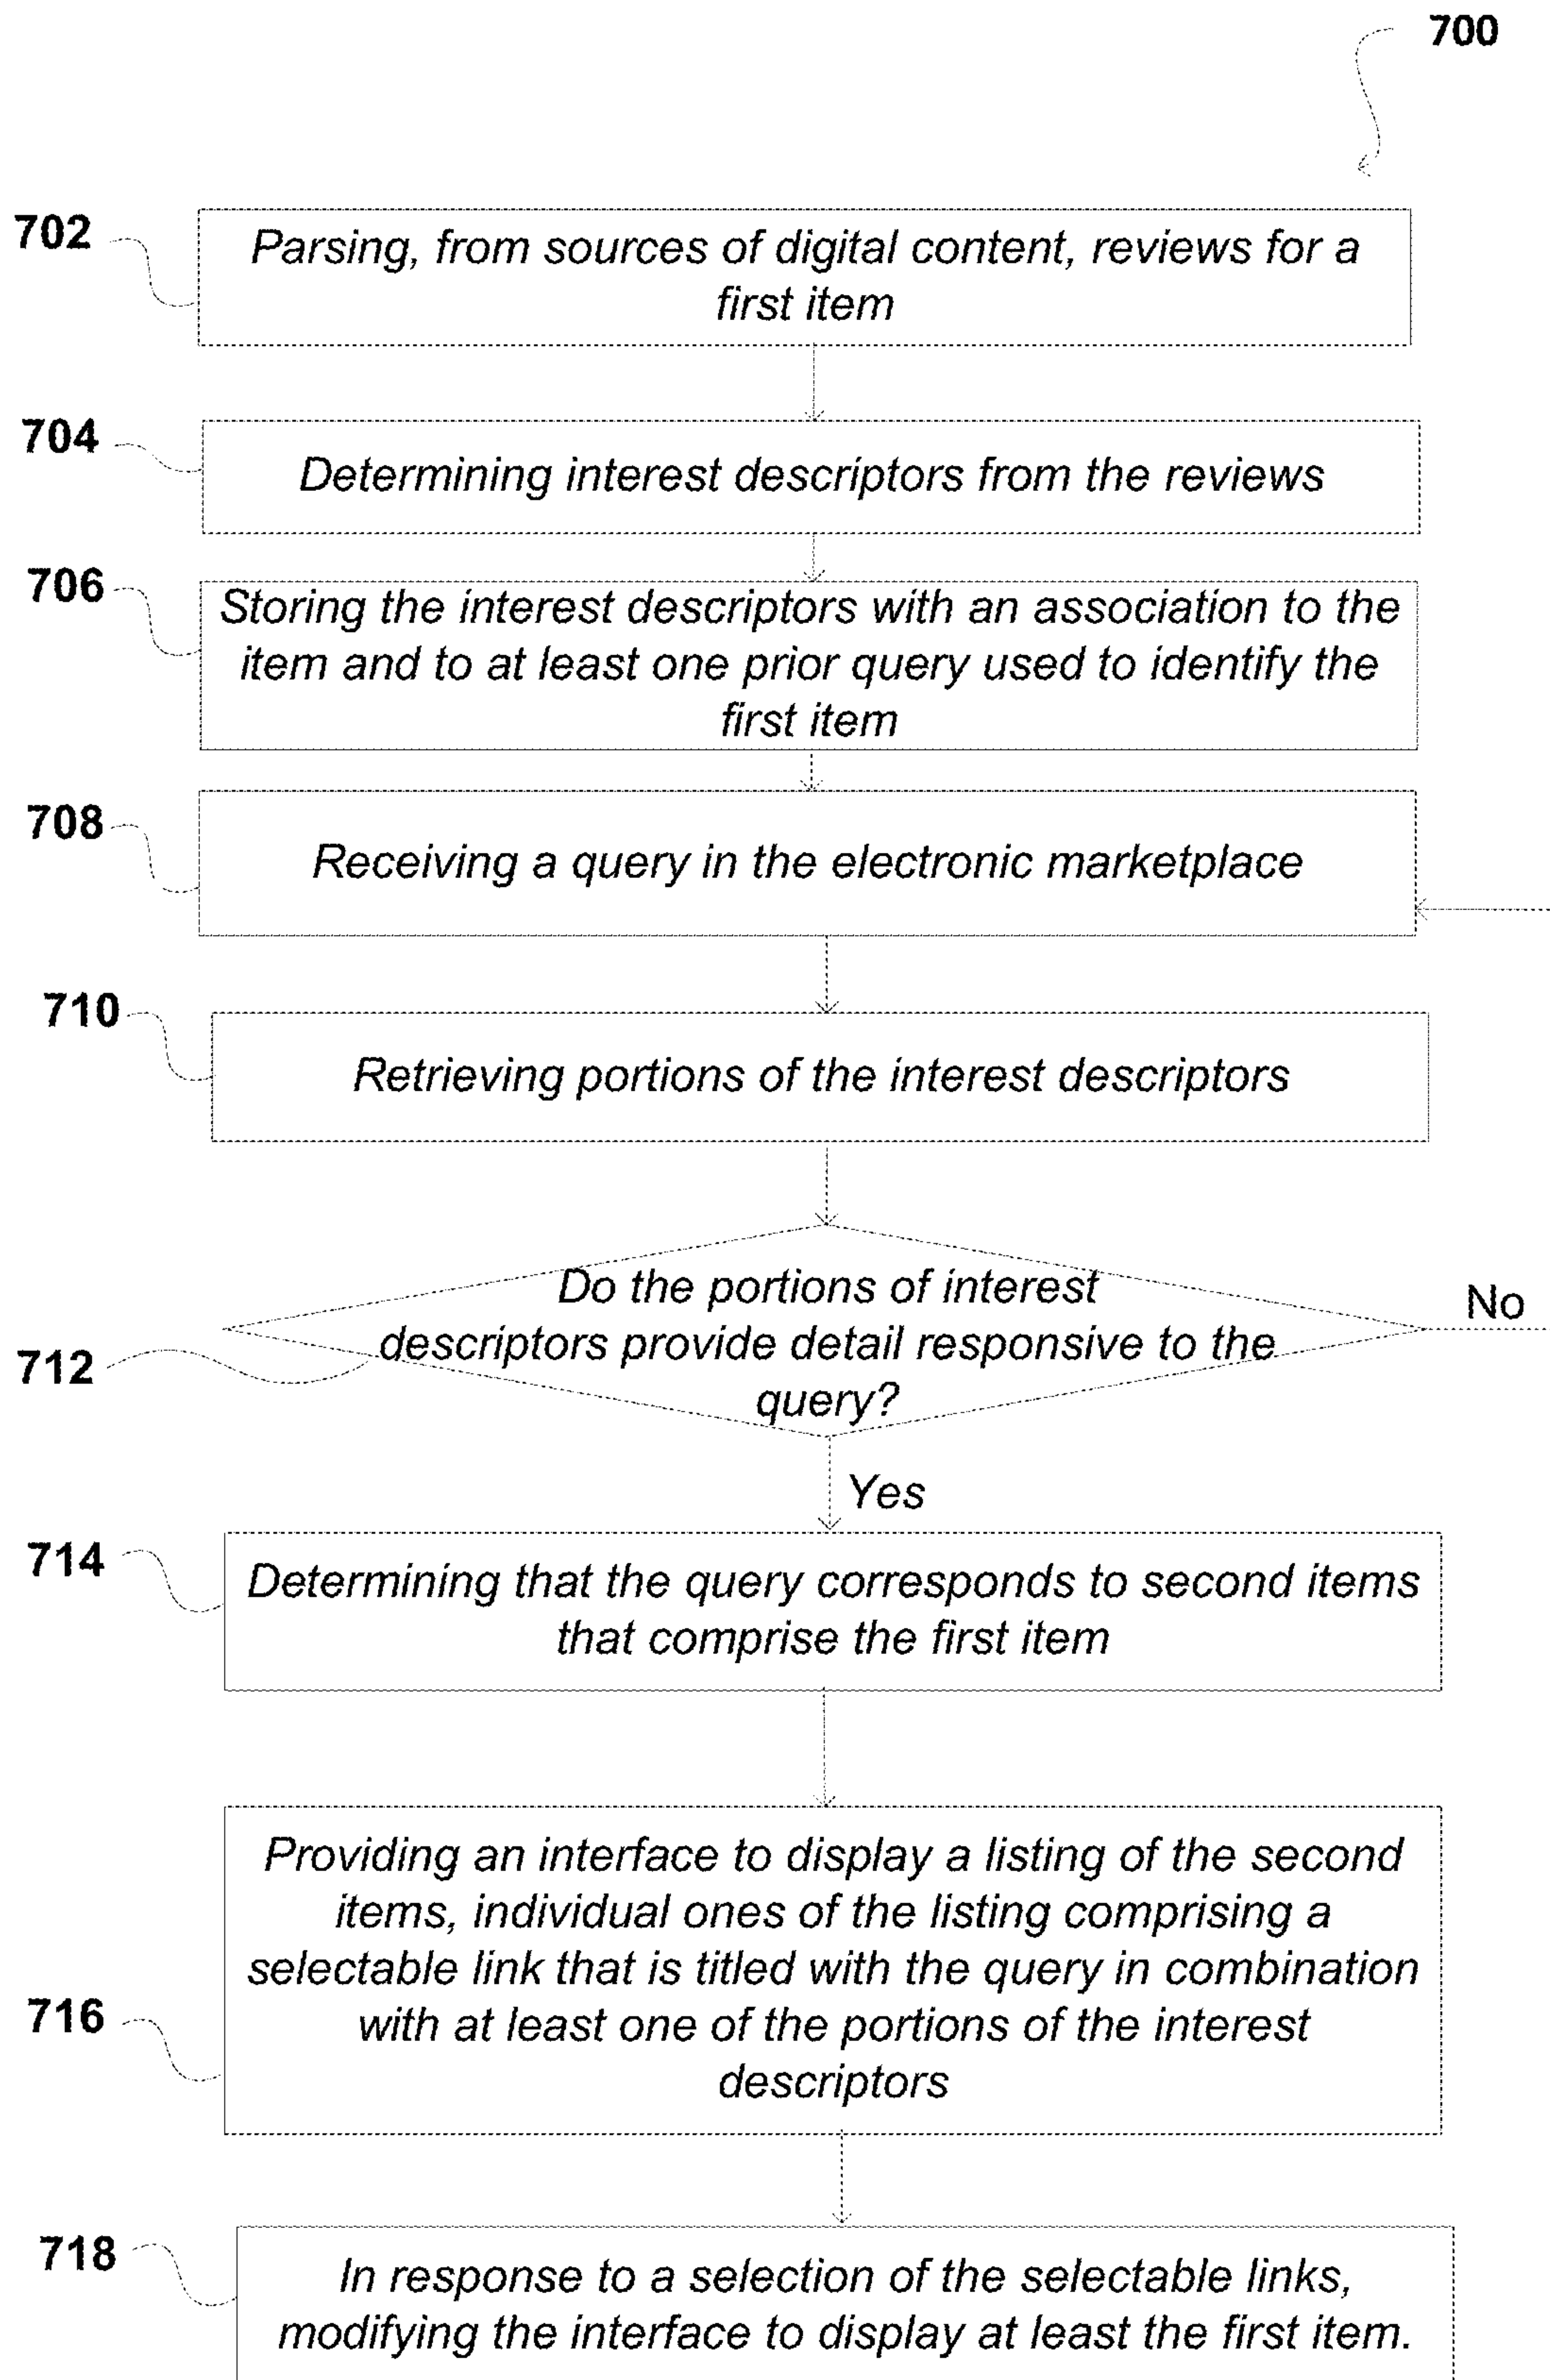 700
702
Parsing, from sources of digital content, reviews for a
first item
704
Determining interest descriptors from the reviews
706
Storing the interest descriptors with an association to the
item and to at least one prior query used to identify the
first item
708
Receiving a query in the electronic marketplace
710
Retrieving portions of the interest descriptors
Do the portions of interest
descriptors provide detail responsive to the
query?
No
712
Yes
714
Determining that the query corresponds to second items
that comprise the first item
Providing an interface to display a listing of the second
items, individual ones of the listing comprising a
selectable link that is titled with the query in combination
with at least one of the portions of the interest
descriptors
716
718
In response to a selection of the selectable links,
modifying the interface to display at least the first item.